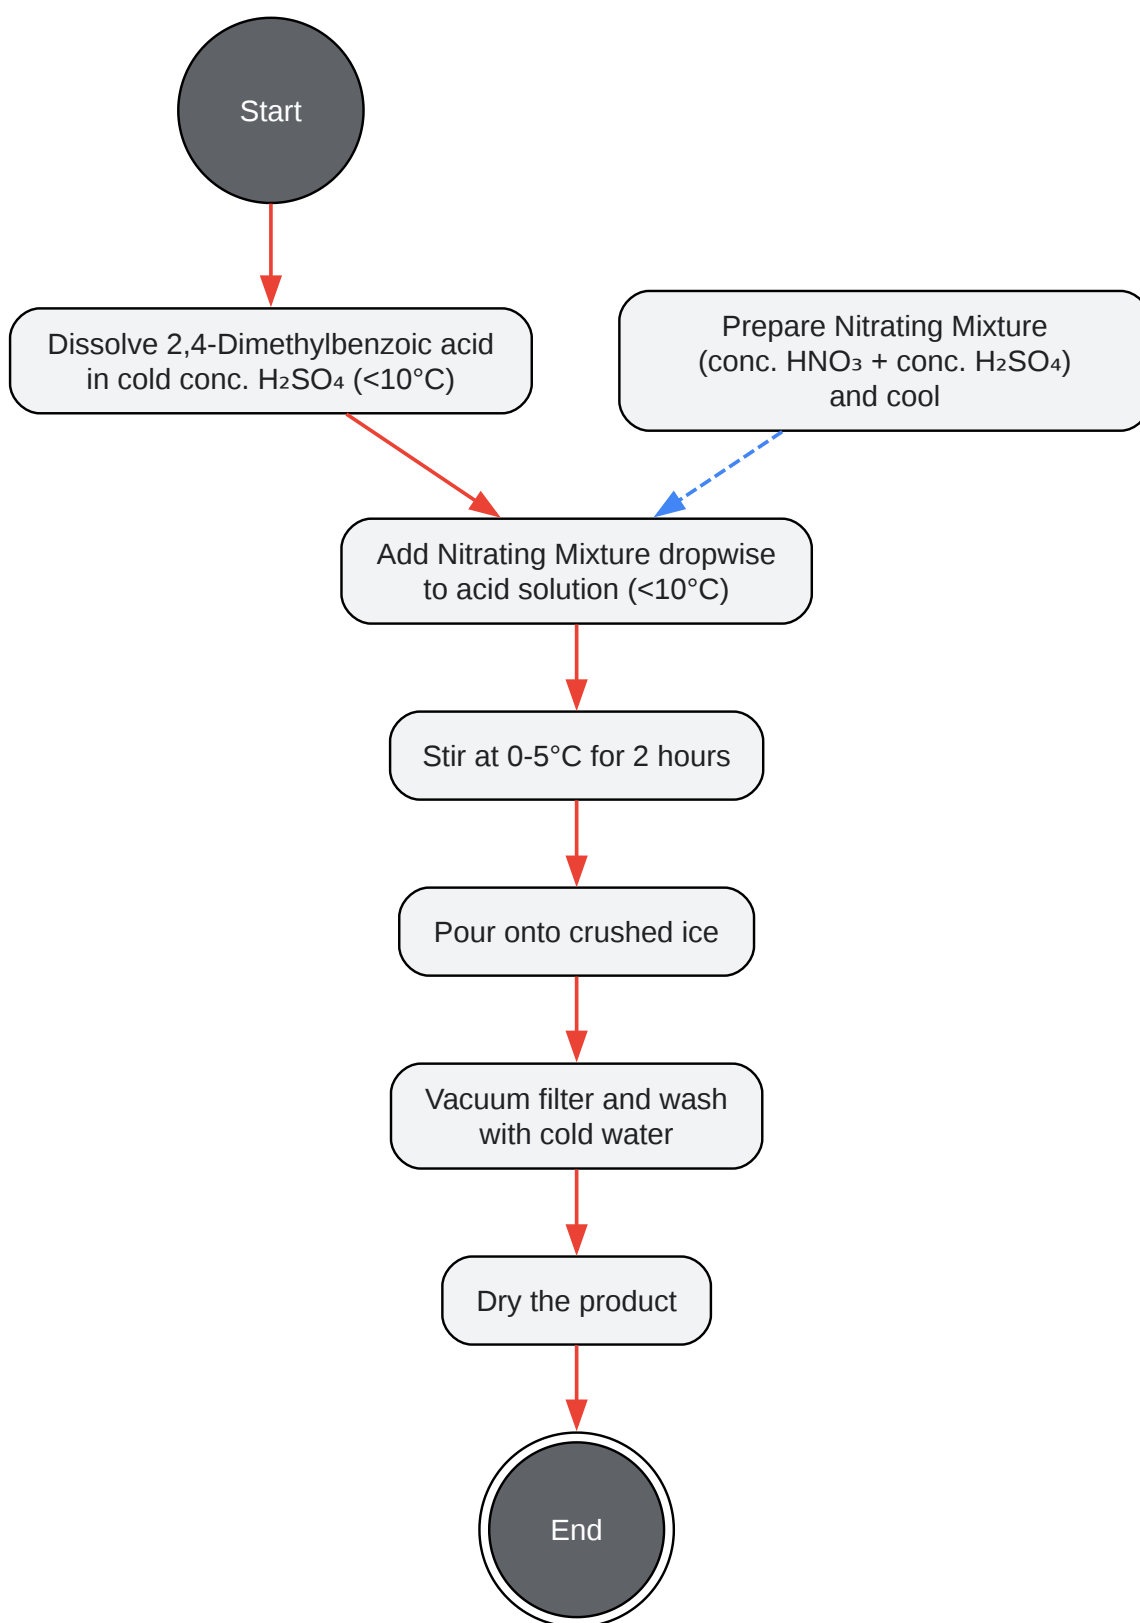 Start
Dissolve 2,4-Dimethylbenzoic acid
in cold conc. H₂SO₄ (<10°C)
Prepare Nitrating Mixture
(conc. HNO₃ + conc. H₂SO₄)
and cool
Add Nitrating Mixture dropwise
to acid solution (<10°C)
Stir at 0-5°C for 2 hours
Pour onto crushed ice
Vacuum filter and wash
with cold water
Dry the product
End